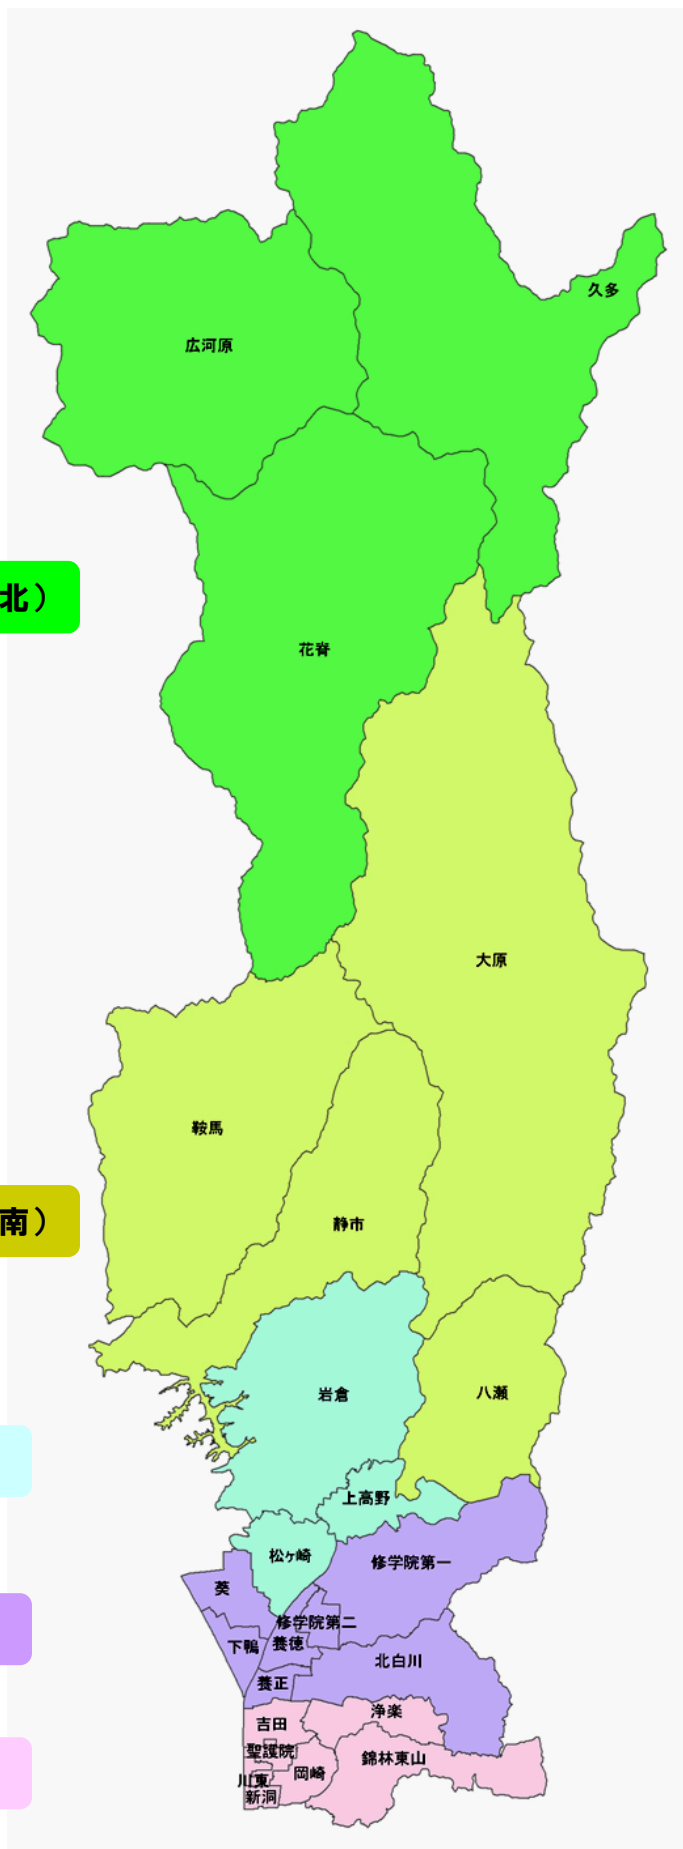 久多
広河原
北）
花脊
大原
鞍馬
南）
静市
八瀬
岩倉
上高野
松ヶ崎
修学院第一
葵
修学院第二
下鴨
養徳
北白川
養正
浄楽
吉田
聖護院
錦林東山
岡崎
川東
新洞